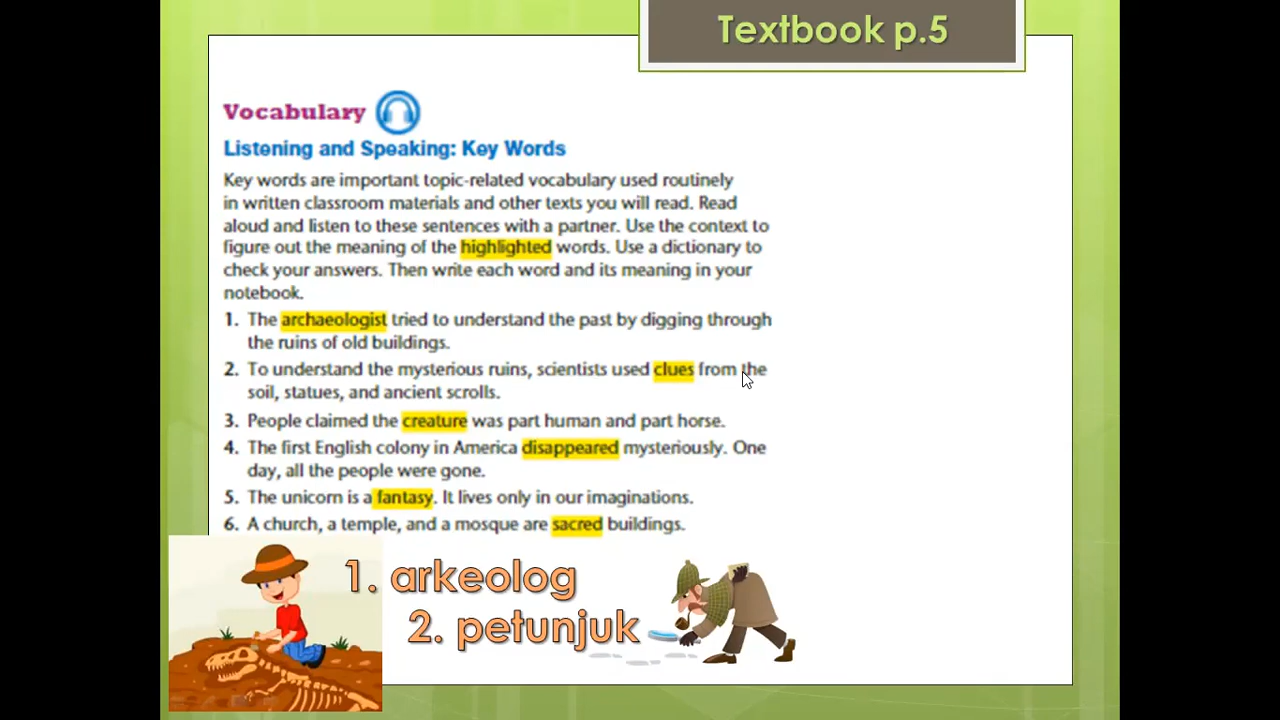 Textbook p.5
Vocabulary
Listening and Speaking: Key Words
Key words are important topic-related vocabulary used routinely
in written classroom materials and other texts you will read. Read
aloud and listen to these sentences with a partner. Use the context to
figure out the meaning of the highlighted words. Use a dictionary to
check your answers. Then write each word and its meaning in your
notebook.
1. The archaeologist tried to understand the past by digging through
the ruins of old buildings.
2. To understand the mysterious ruins, scientists used clues from the
soil, statues, and ancient scrolls.
3. People claimed the creature was part human and part horse.
4. The first English colony in America disappeared mysteriously. One
day, all the people were gone.
5. The unicorn is a fantasy. It lives only in our imaginations.
6. A church, a temple, and a mosque are sacred buildings.
1. arkeolog
2. petunjuk